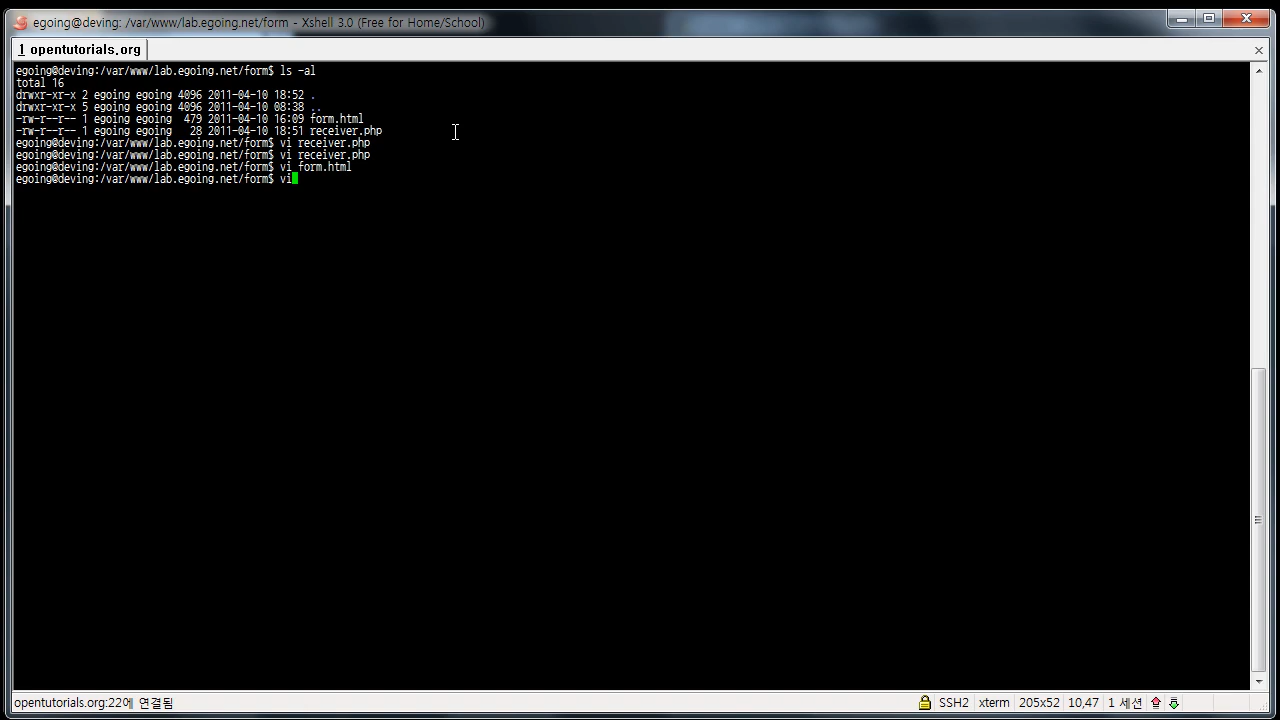 egoing@deving: /var/www/lab.egoing.net/form - Xshell 3.0 (Free for Home/School)
1 opentutorials.org
egoing@deving:/var/www/lab.egoing.net/form$ ls -al
total 16
drwxr-xr-x 2 egoing egoing 4096 2011-04-10 18:52 .
drwxr-xr-x 5 egoing egoing 4096 2011-04-10 08:38 ..
-rw-r--r-- 1 egoing egoing  479 2011-04-10 16:09 form.html
-rw-r--r-- 1 egoing egoing   28 2011-04-10 18:51 receiver.php
egoing@deving:/var/www/lab.egoing.net/form$ vi receiver.php
egoing@deving:/var/www/lab.egoing.net/form$ vi receiver.php
egoing@deving:/var/www/lab.egoing.net/form$ vi form.html
egoing@deving:/var/www/lab.egoing.net/form$ vi
opentutorials.org:22에 연결됨 SSH2 xterm 205x52 10,47 1 세션